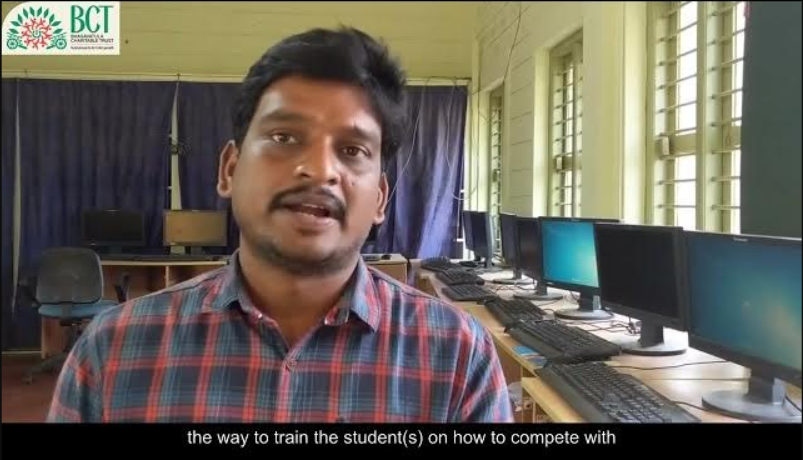 BCT
BHAGAVATULA
CHARITABLE TRUST
the way to train the student(s) on how to compete with